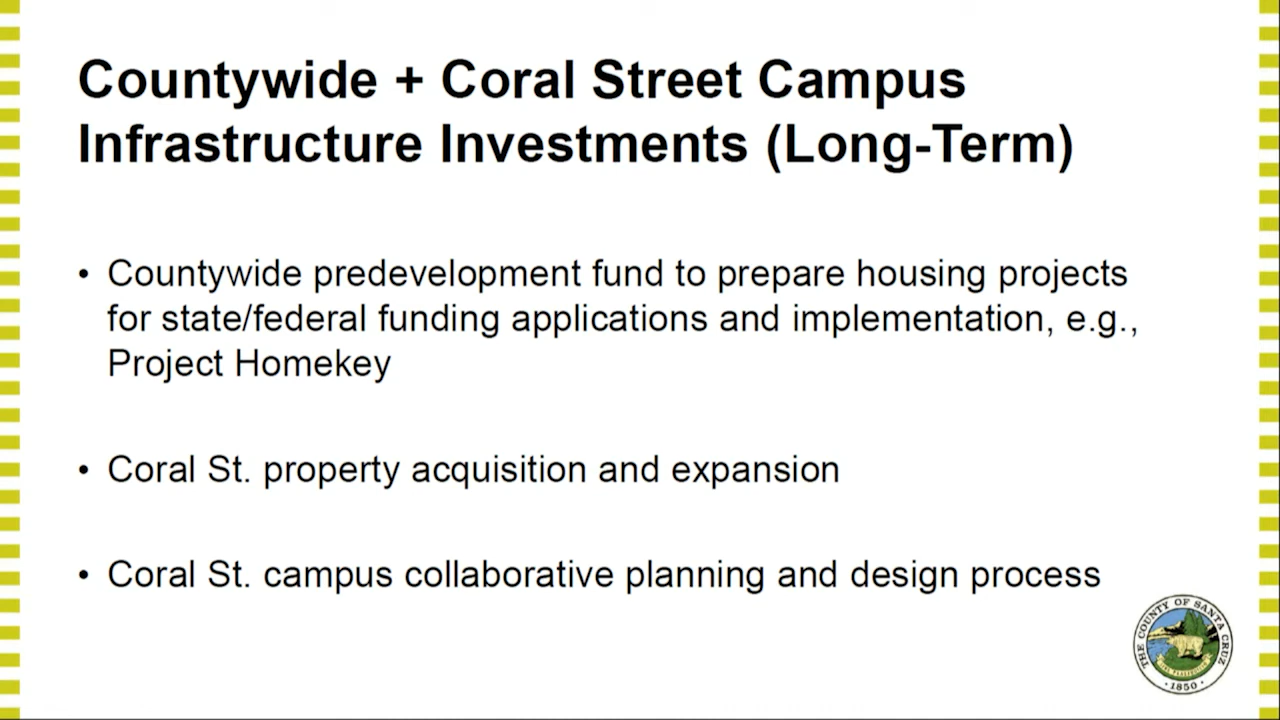 Countywide + Coral Street Campus
Infrastructure Investments (Long-Term)
• Countywide predevelopment fund to prepare housing projects
for state/federal funding applications and implementation, e.g.,
Project Homekey
• Coral St. property acquisition and expansion
• Coral St. campus collaborative planning and design process
THE COUNTY OF SANTA CRUZ
· 1850 ·